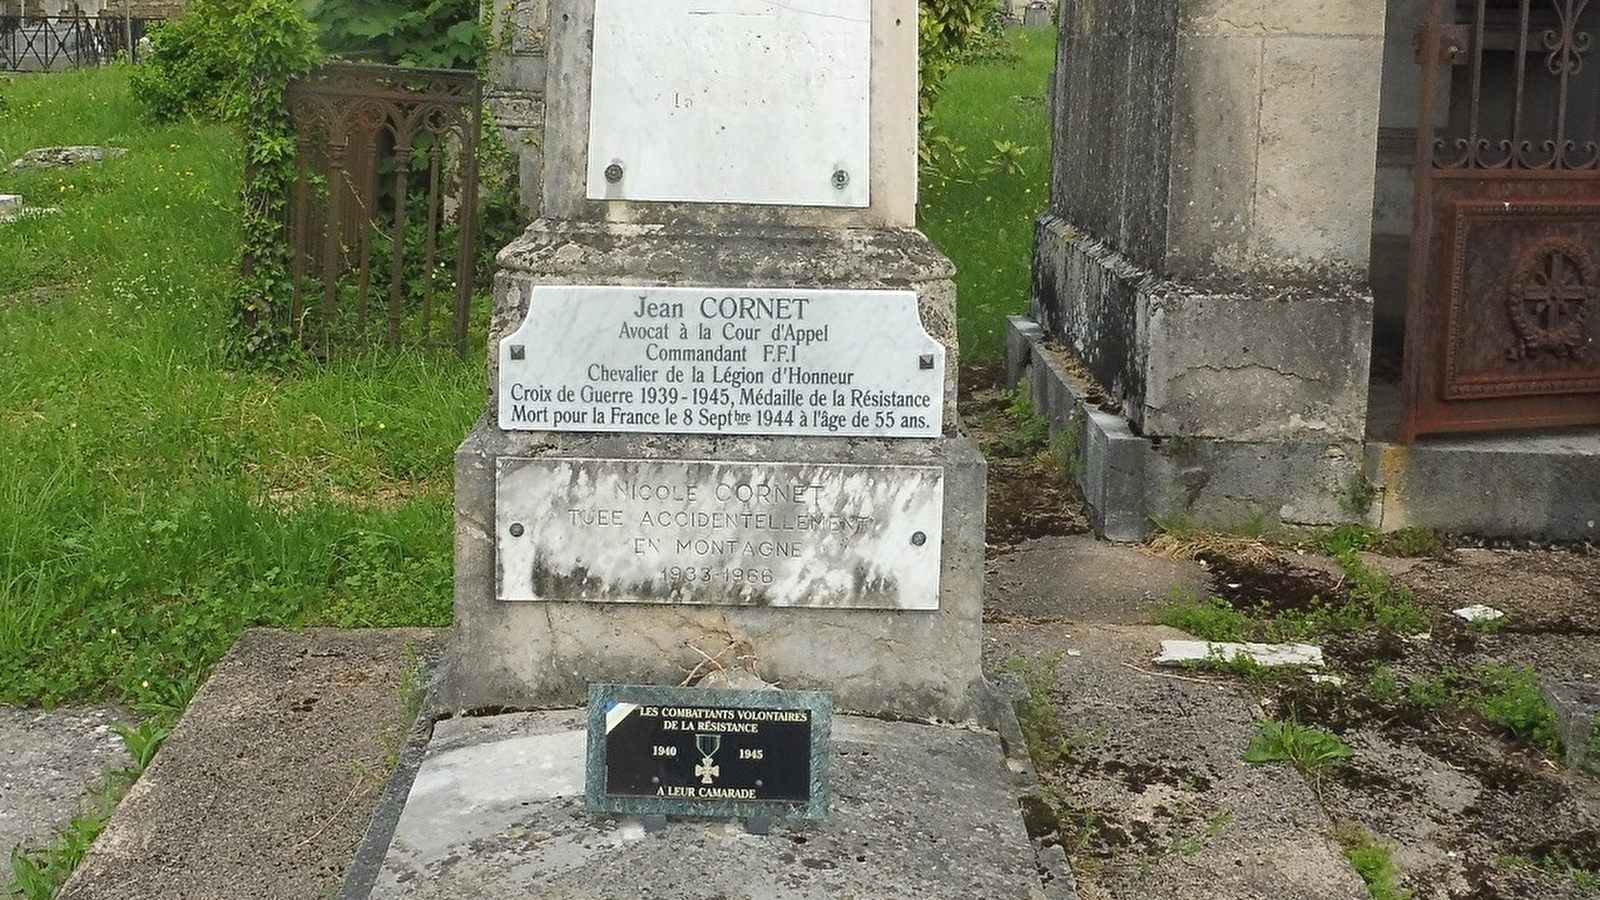 Jean CORNET
Avocat à la Cour d'Appel
Commandant F.F.I
Chevalier de la Légion d'Honneur
Croix de Guerre 1939-1945, Médaille de la Résistance
Mort pour la France le 8 Septbre 1944 à l'âge de 55 ans.
NICOLE CORNET
TUEE ACCIDENTELLEMENT
EN MONTAGNE
1933-1966
LES COMBATTANTS VOLONTAIRES
DE LA RÉSISTANCE
1940 1945
A LEUR CAMARADE